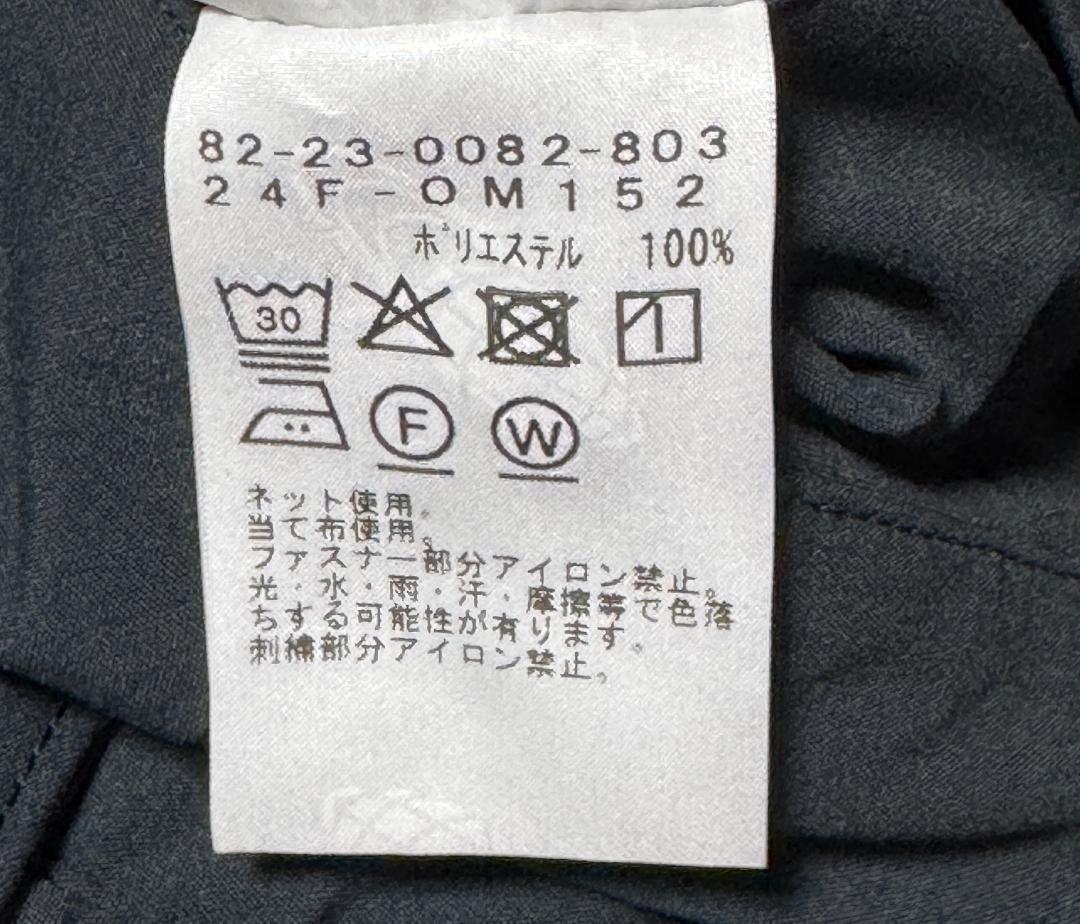 82-23-0082-803
24F-OM152
ポリエステル 100%
30
F W
ネット使用。
当て布使用。
ファスナー部分アイロン禁止。
光・水・雨・汗・摩擦等で色落
ちする可能性が有ります。
刺繍部分アイロン禁止。